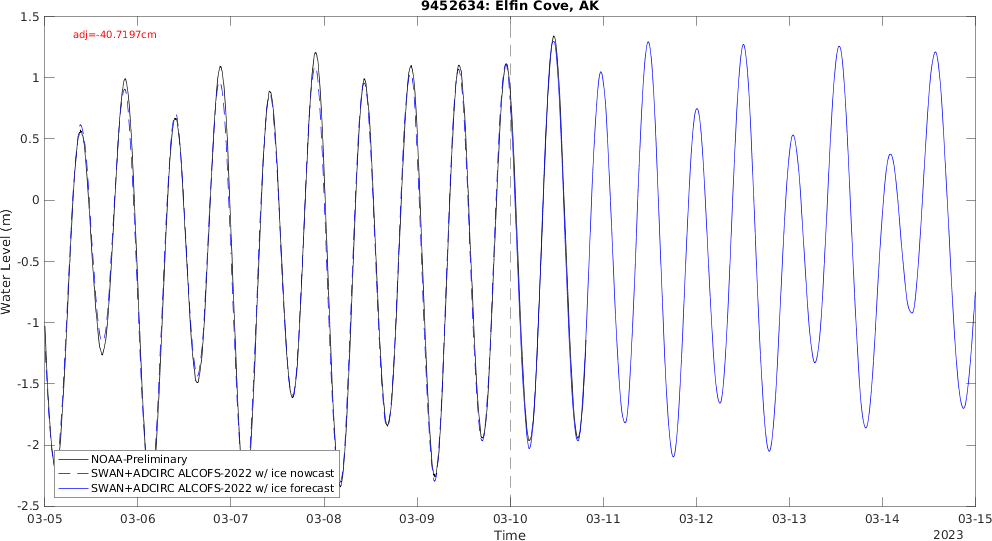 9452634: Elfin Cove, AK
adj=-40.7197cm
1.5
1
0.5
0
-0.5
-1
-1.5
-2
-2.5
Water Level (m)
NOAA-Preliminary
SWAN+ADCIRC ALCOFS-2022 w/ ice nowcast
SWAN+ADCIRC ALCOFS-2022 w/ ice forecast
03-05 03-06 03-07 03-08 03-09 03-10 03-11 03-12 03-13 03-14 03-15
Time
2023